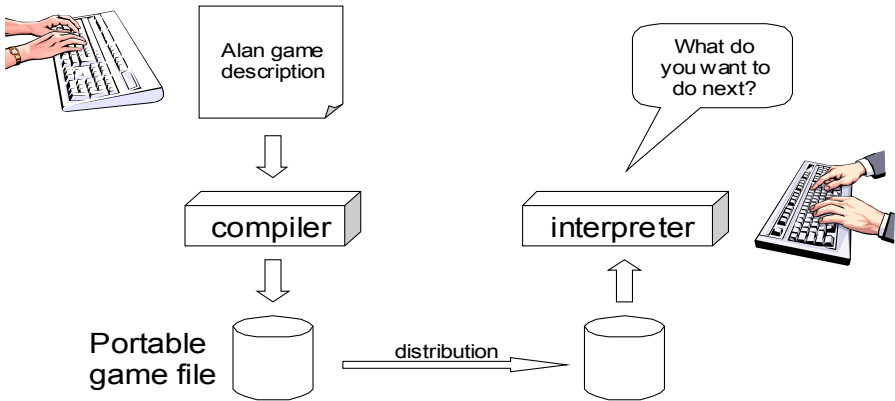 Alan game
description
What do
you want to
do next?
compiler
interpreter
Portable
game file
distribution